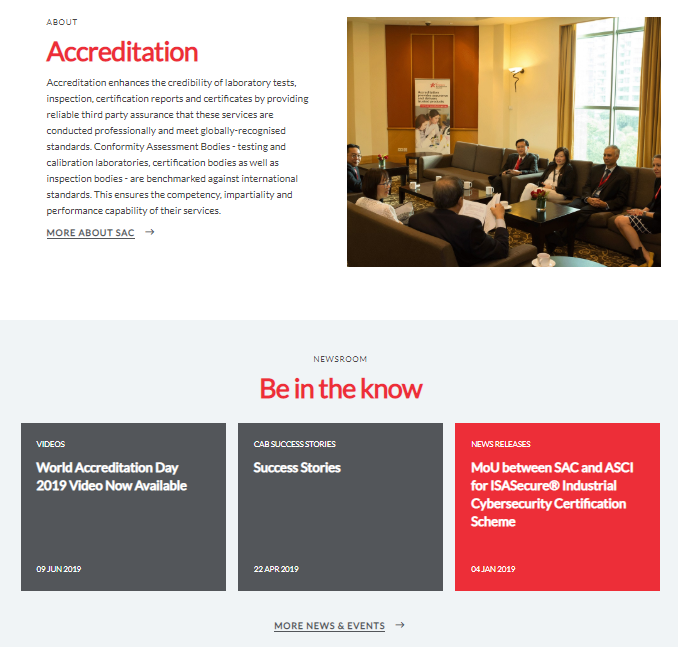 ABOUT
Accreditation
Accreditation enhances the credibility of laboratory tests,
inspection, certification reports and certificates by providing
reliable third party assurance that these services are
conducted professionally and meet globally-recognised
standards. Conformity Assessment Bodies - testing and
calibration laboratories, certification bodies as well as
inspection bodies - are benchmarked against international
standards. This ensures the competency, impartiality and
performance capability of their services.
MORE ABOUT SAC →
NEWSROOM
Be in the know
VIDEOS
World Accreditation Day
2019 Video Now Available
09 JUN 2019
CAB SUCCESS STORIES
Success Stories
22 APR 2019
NEWS RELEASES
MoU between SAC and ASCI
for ISASecure® Industrial
Cybersecurity Certification
Scheme
04 JAN 2019
MORE NEWS & EVENTS →